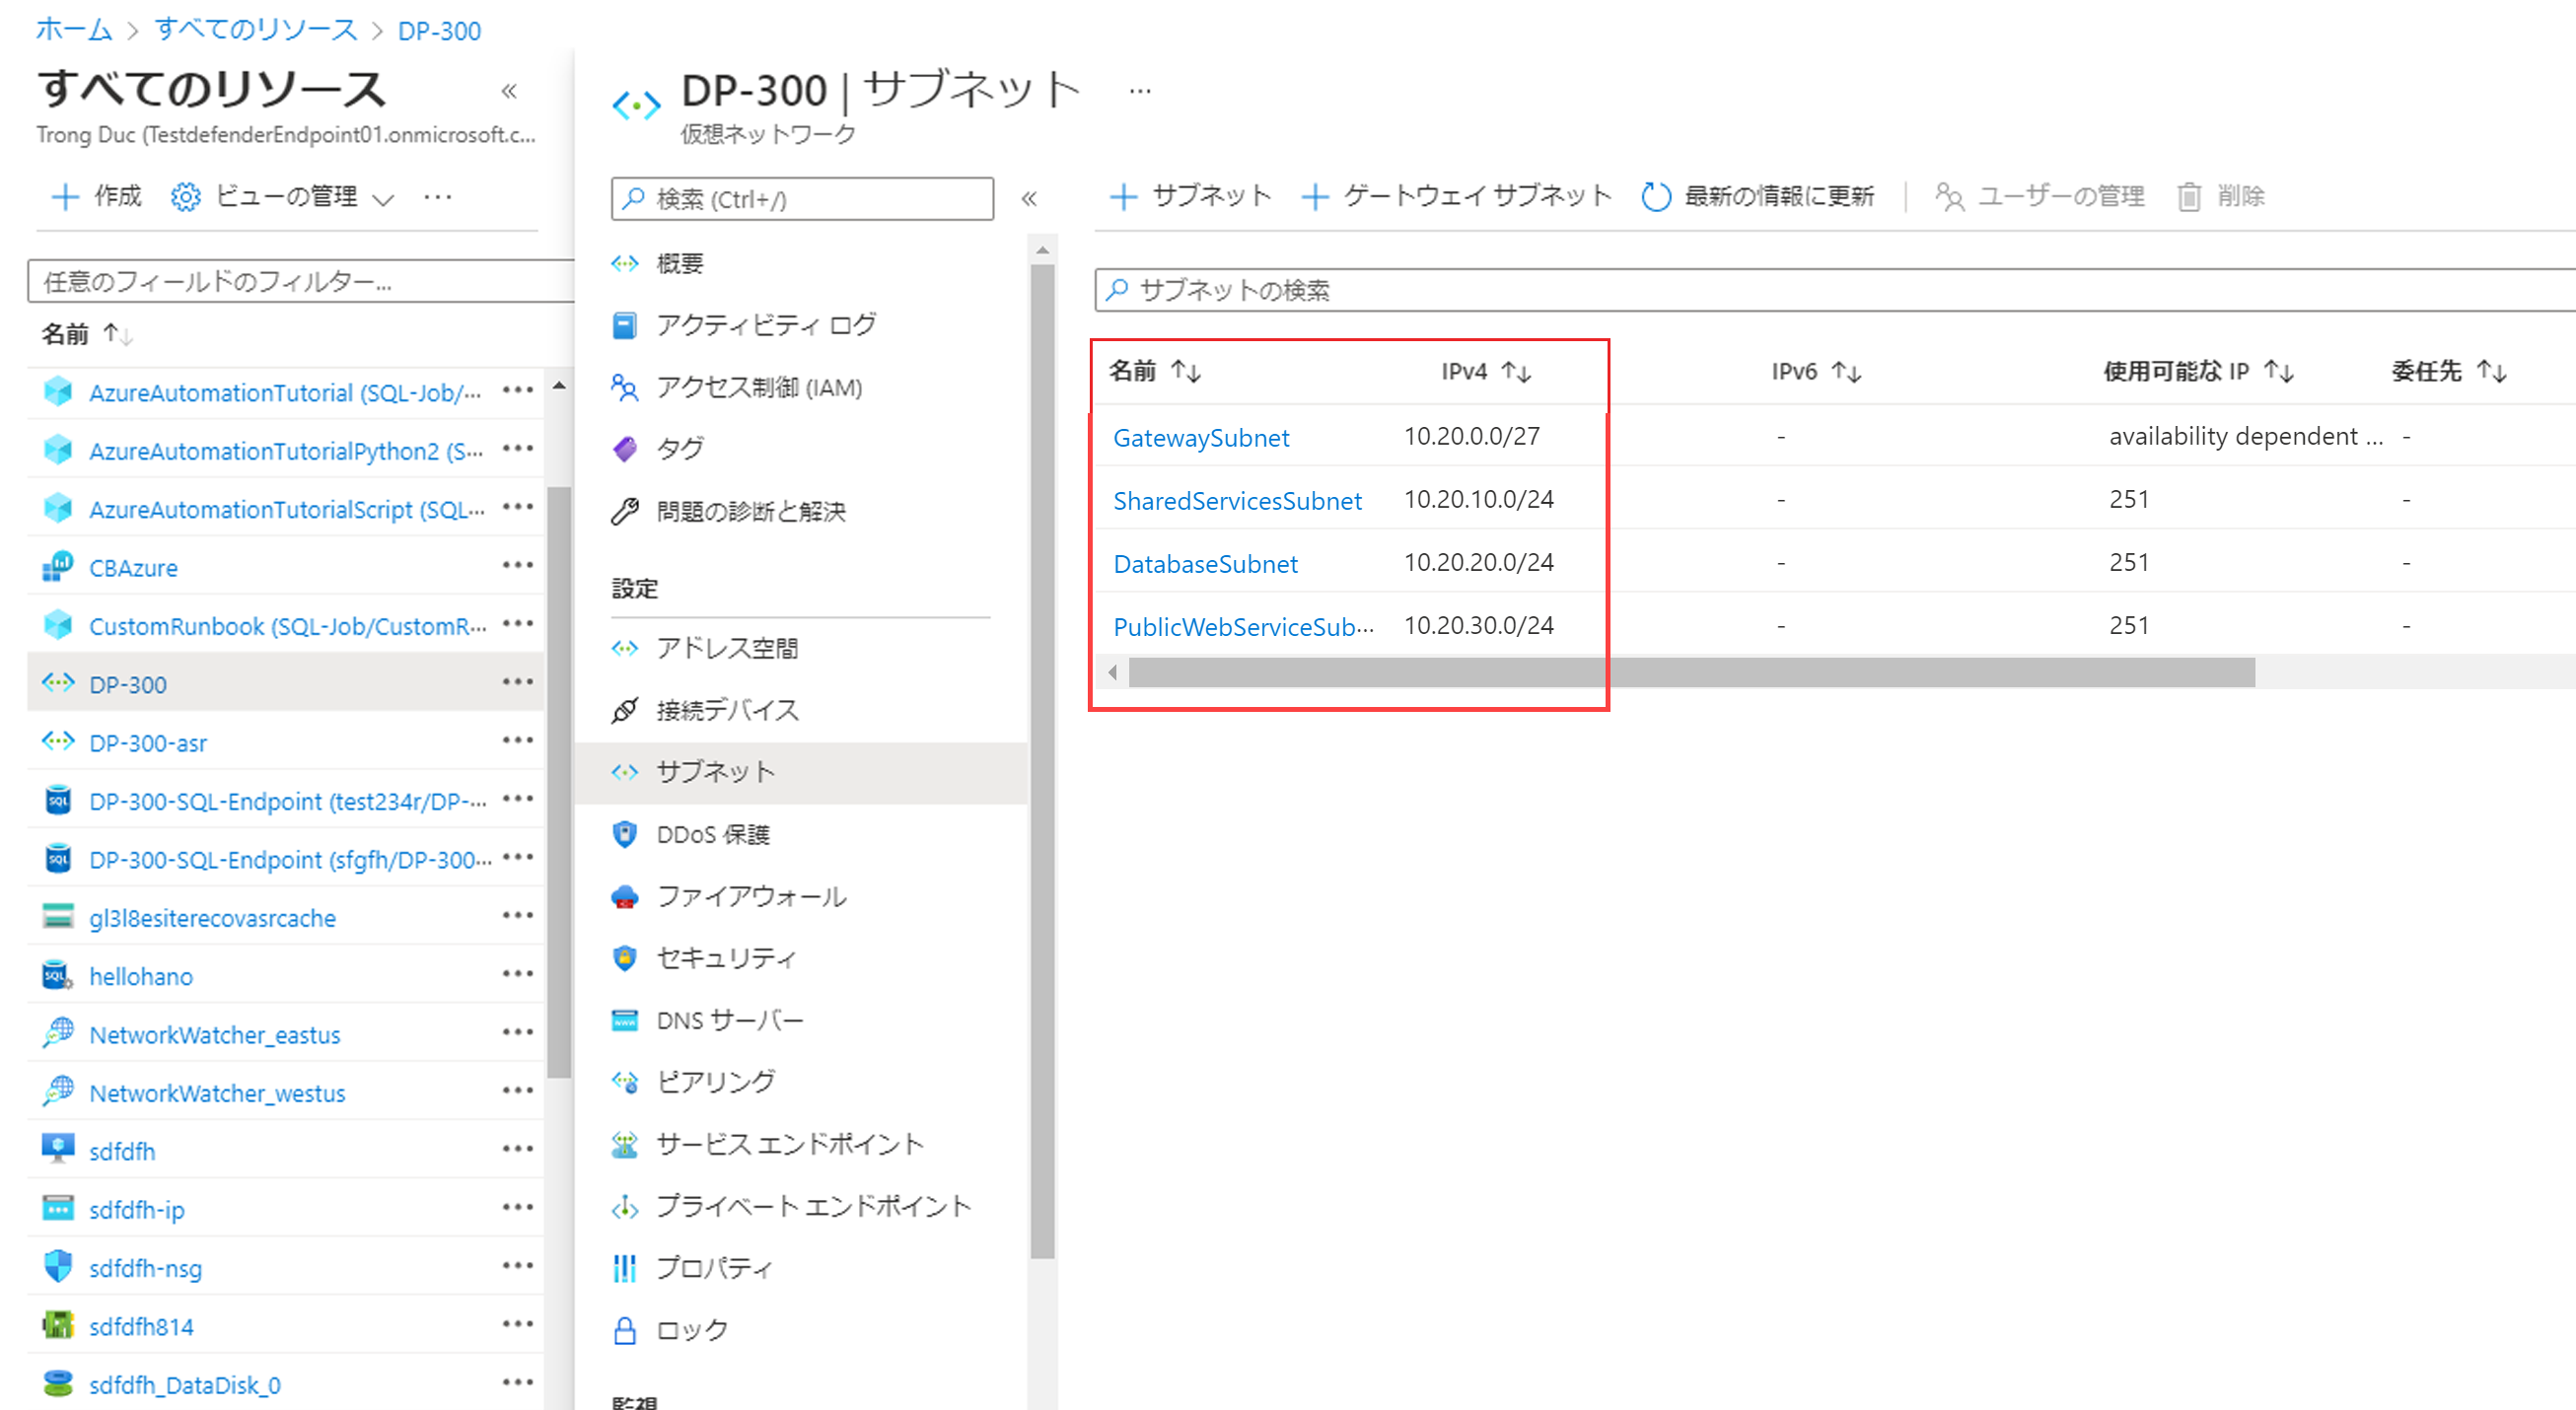 ホーム > すべてのリソース > DP-300
すべてのリソース «
Trong Duc (TestdefenderEndpoint01.onmicrosoft.c...
作成 ビューの管理 ...
任意のフィールドのフィルター...
名前 ↑↓
AzureAutomationTutorial (SQL-Job/... ...
AzureAutomationTutorialPython2 (S... ...
AzureAutomationTutorialScript (SQL... ...
CBAzure ...
CustomRunbook (SQL-Job/CustomR... ...
DP-300 ...
DP-300-asr ...
DP-300-SQL-Endpoint (test234r/DP-... ...
DP-300-SQL-Endpoint (sfgfh/DP-300... ...
gl3l8esiterecovasrcache ...
hellohano ...
NetworkWatcher_eastus ...
NetworkWatcher_westus ...
sdfdfh ...
sdfdfh-ip ...
sdfdfh-nsg ...
sdfdfh814 ...
sdfdfh_DataDisk_0 ...
DP-300 | サブネット ...
仮想ネットワーク
検索 (Ctrl+/) «
概要
アクティビティ ログ
アクセス制御 (IAM)
タグ
問題の診断と解決
設定
アドレス空間
接続デバイス
サブネット
DDoS 保護
ファイアウォール
セキュリティ
DNS サーバー
ピアリング
サービス エンドポイント
プライベート エンドポイント
プロパティ
ロック
監視
+ サブネット + ゲートウェイ サブネット 最新の情報に更新 | ユーザーの管理 削除
サブネットの検索
名前 ↑↓ IPv4 ↑↓ IPv6 ↑↓ 使用可能な IP ↑↓ 委任先 ↑↓
GatewaySubnet 10.20.0.0/27 - availability dependent ... -
SharedServicesSubnet 10.20.10.0/24 - 251 -
DatabaseSubnet 10.20.20.0/24 - 251 -
PublicWebServiceSub... 10.20.30.0/24 - 251 -